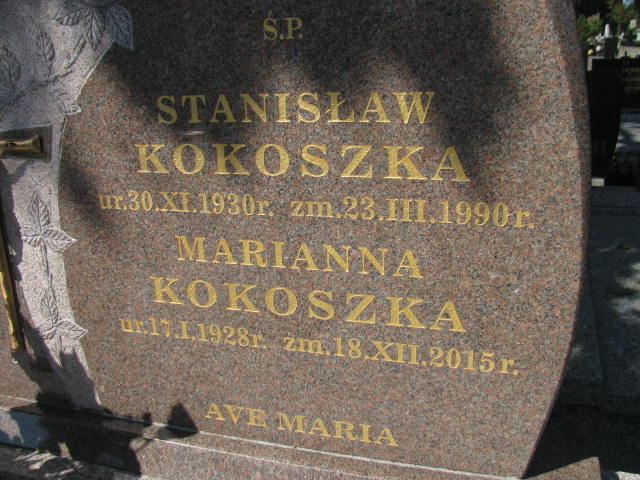 Ś.P.
STANISŁAW
KOKOSZKA
ur.30.XI.1930r. zm.23.III.1990r.
MARIANNA
KOKOSZKA
ur.17.I.1928r. zm.18.XII.2015r.
AVE MARIA